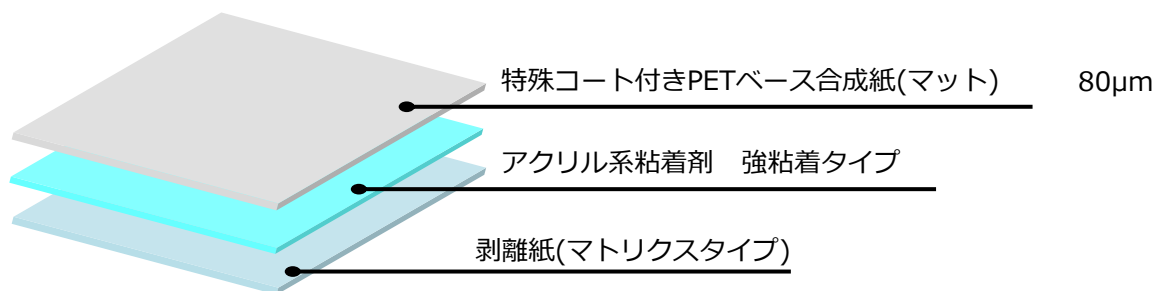 特殊コート付きPETベース合成紙(マット)　　80μm
アクリル系粘着剤　強粘着タイプ
剥離紙(マトリクスタイプ)